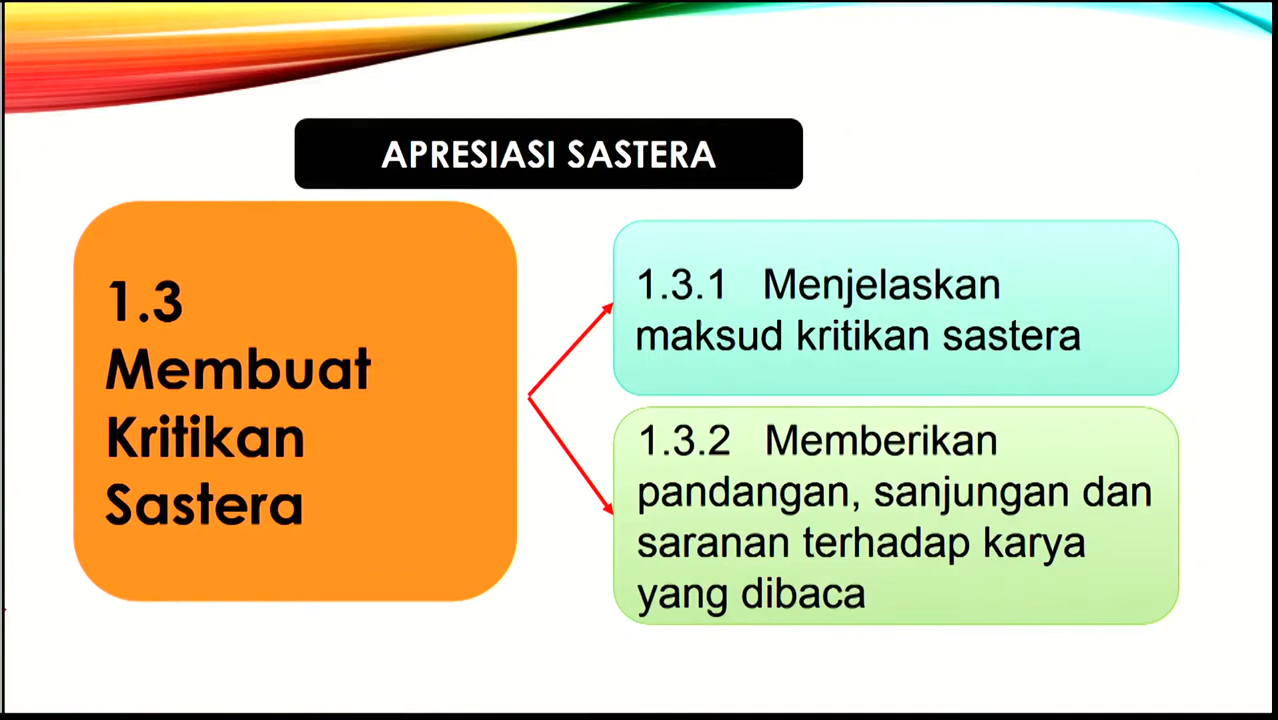 APRESIASI SASTERA
1.3
Membuat
Kritikan
Sastera
1.3.1 Menjelaskan
maksud kritikan sastera
1.3.2 Memberikan
pandangan, sanjungan dan
saranan terhadap karya
yang dibaca